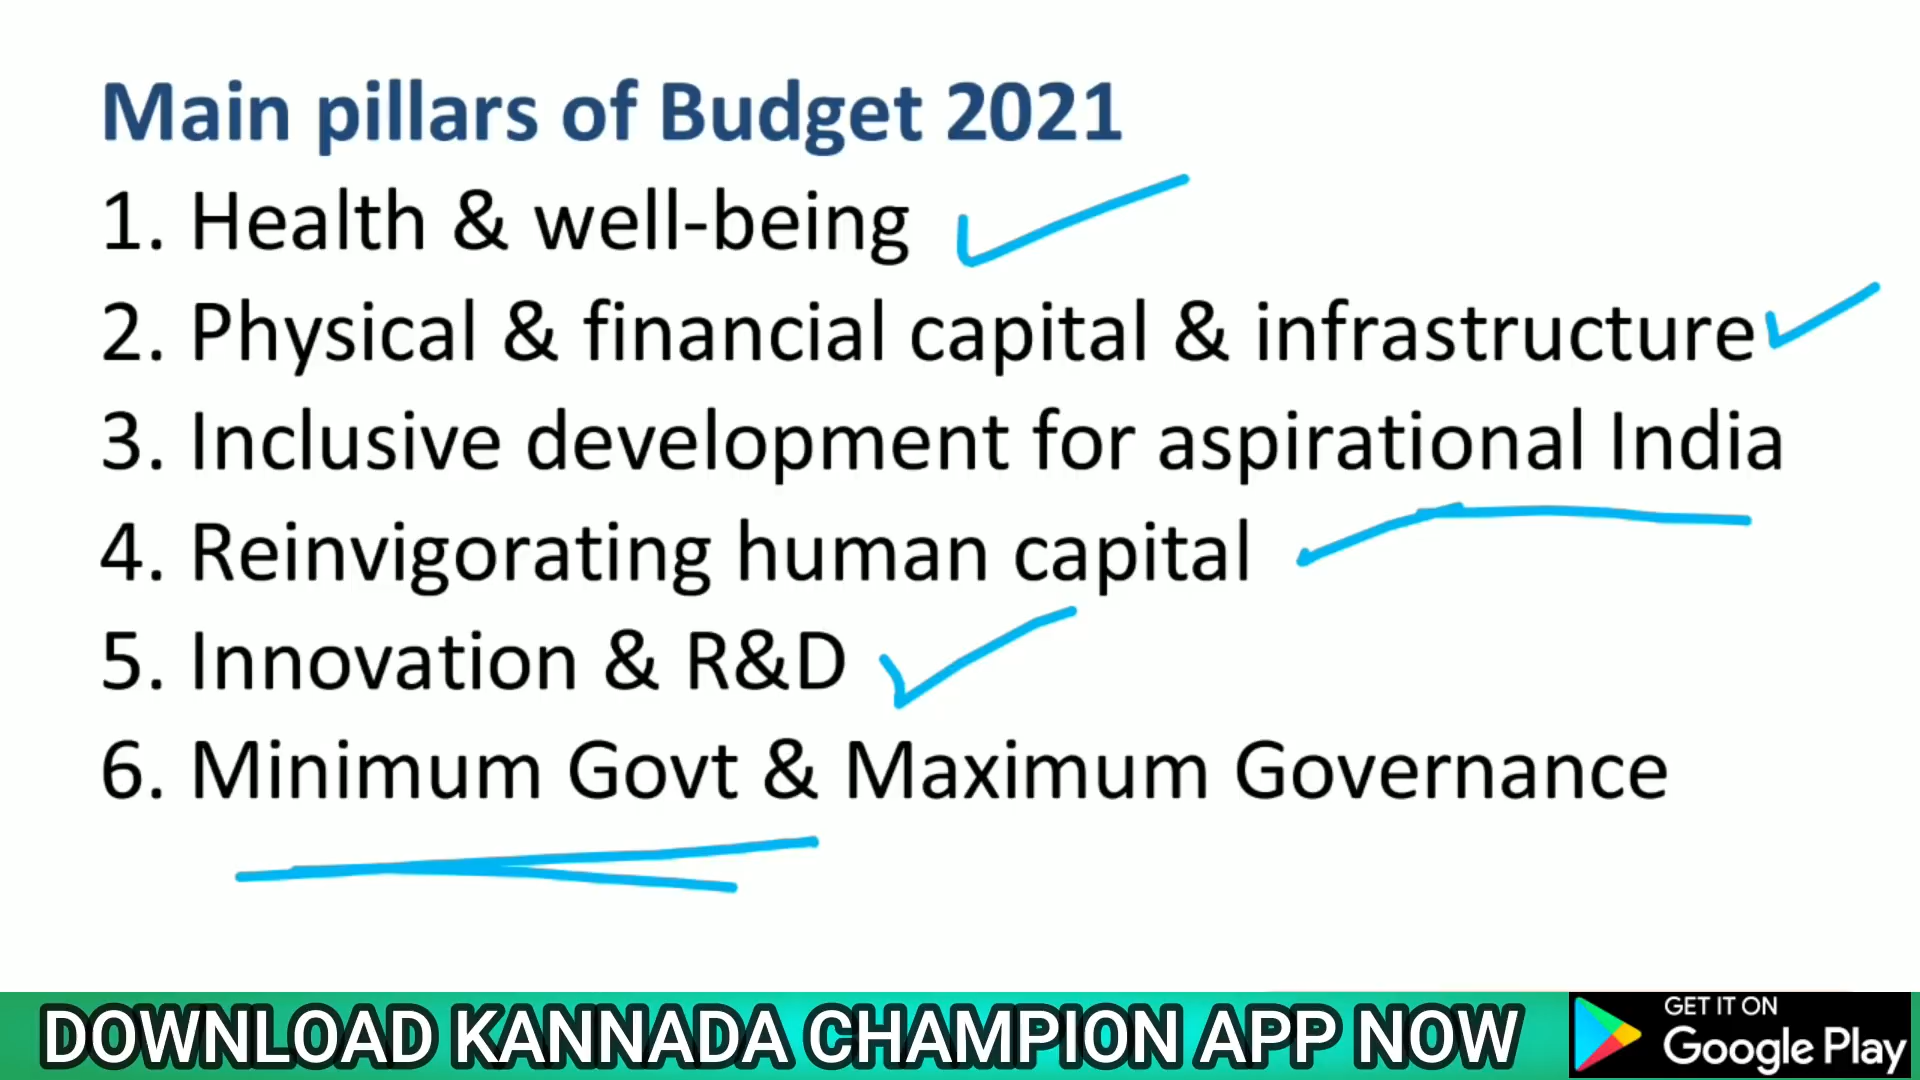 Main pillars of Budget 2021
1. Health & well-being
2. Physical & financial capital & infrastructure
3. Inclusive development for aspirational India
4. Reinvigorating human capital
5. Innovation & R&D
6. Minimum Govt & Maximum Governance
DOWNLOAD KANNADA CHAMPION APP NOW
GET IT ON
Google Play